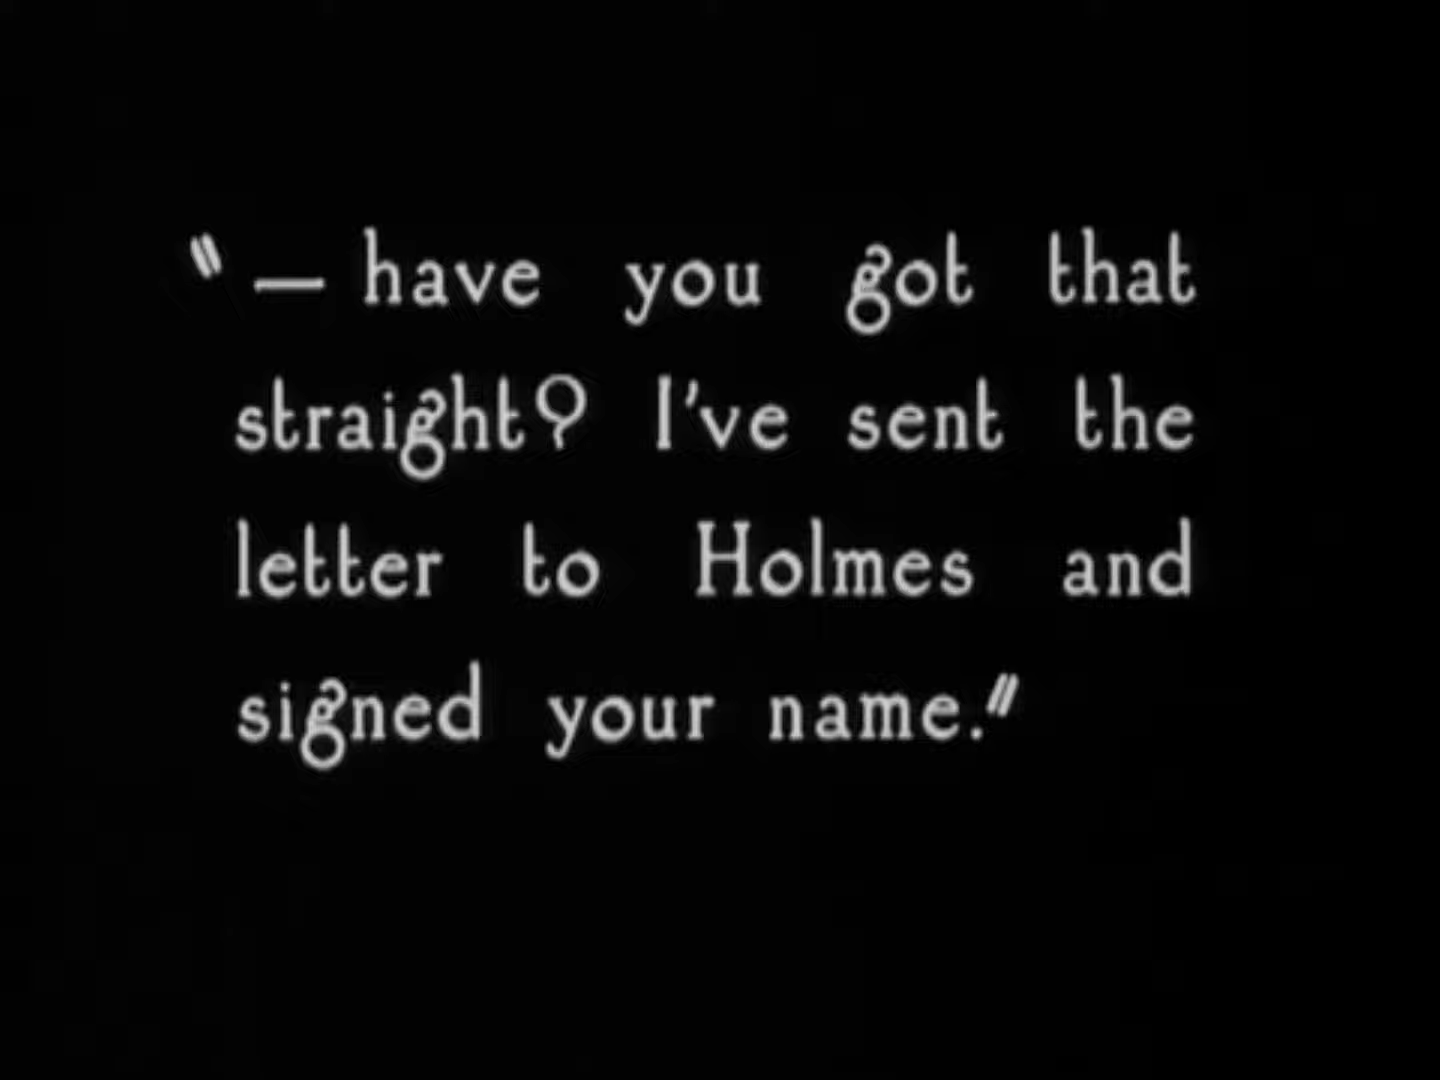 "— have you got that
straight? I've sent the
letter to Holmes and
signed your name."